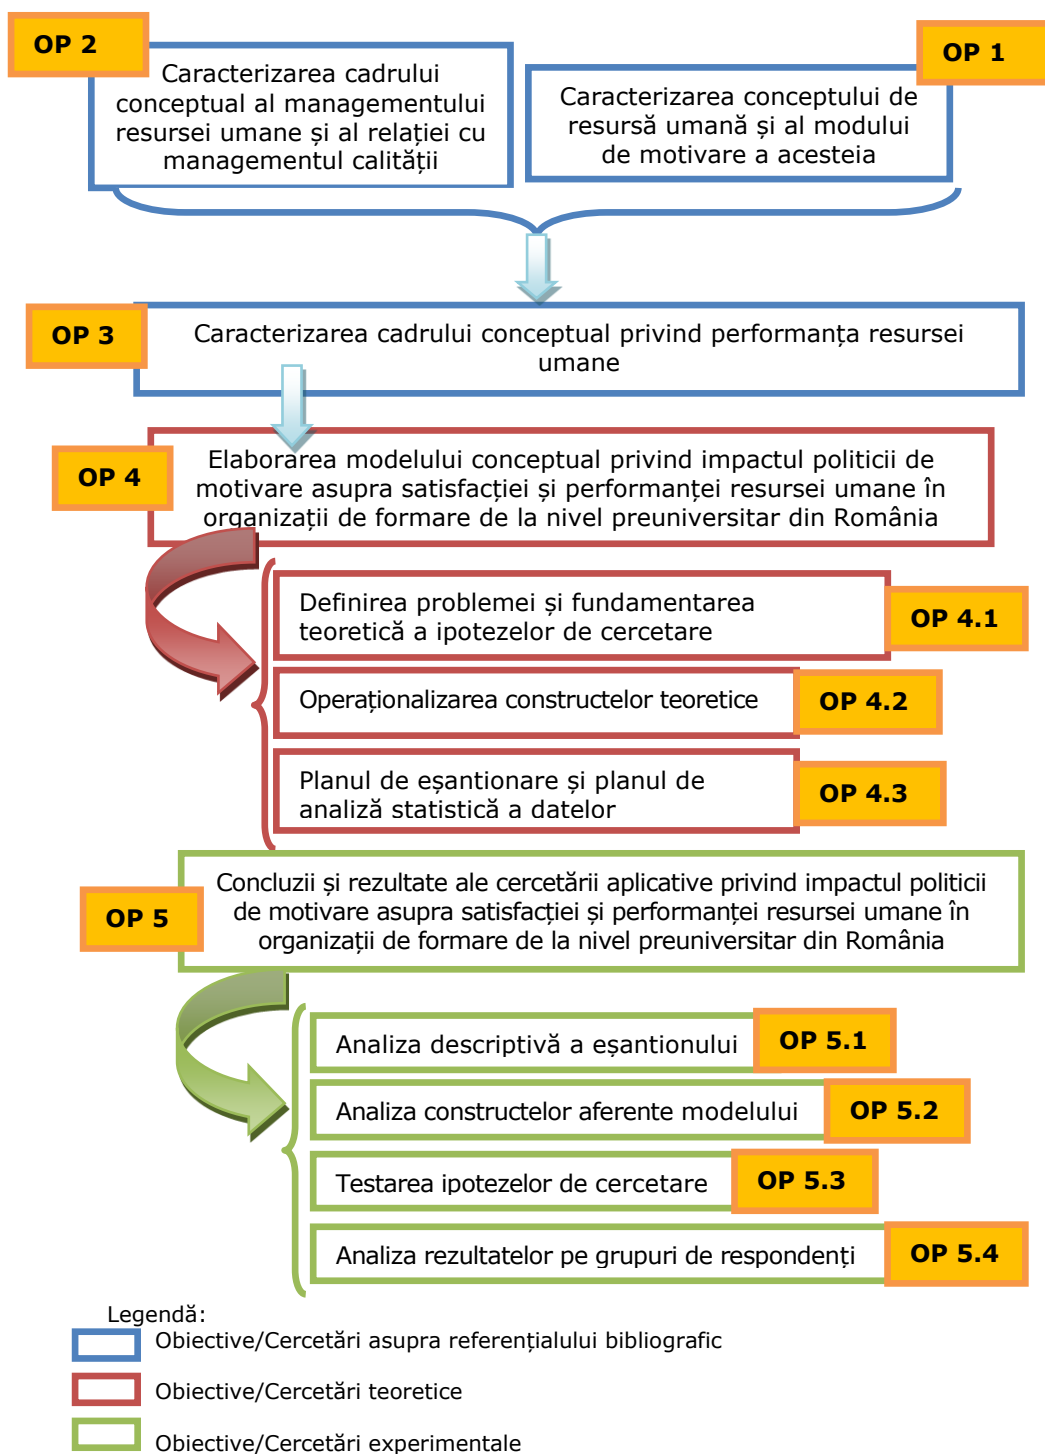 OP 2
Caracterizarea cadrului
conceptual al managementului
resursei umane și al relației cu
managementul calității
OP 1
Caracterizarea conceptului de
resursă umană și al modului
de motivare a acesteia
OP 3
Caracterizarea cadrului conceptual privind performanța resursei
umane
OP 4
Elaborarea modelului conceptual privind impactul politicii de
motivare asupra satisfacției și performanței resursei umane în
organizații de formare de la nivel preuniversitar din România
Definirea problemei și fundamentarea
teoretică a ipotezelor de cercetare
OP 4.1
Operaționalizarea constructelor teoretice
OP 4.2
Planul de eșantionare și planul de
analiză statistică a datelor
OP 4.3
OP 5
Concluzii și rezultate ale cercetării aplicative privind impactul politicii
de motivare asupra satisfacției și performanței resursei umane în
organizații de formare de la nivel preuniversitar din România
Analiza descriptivă a eșantionului
OP 5.1
Analiza constructelor aferente modelului
OP 5.2
Testarea ipotezelor de cercetare
OP 5.3
Analiza rezultatelor pe grupuri de respondenți
OP 5.4
Legendă:
Obiective/Cercetări asupra referențialului bibliografic
Obiective/Cercetări teoretice
Obiective/Cercetări experimentale